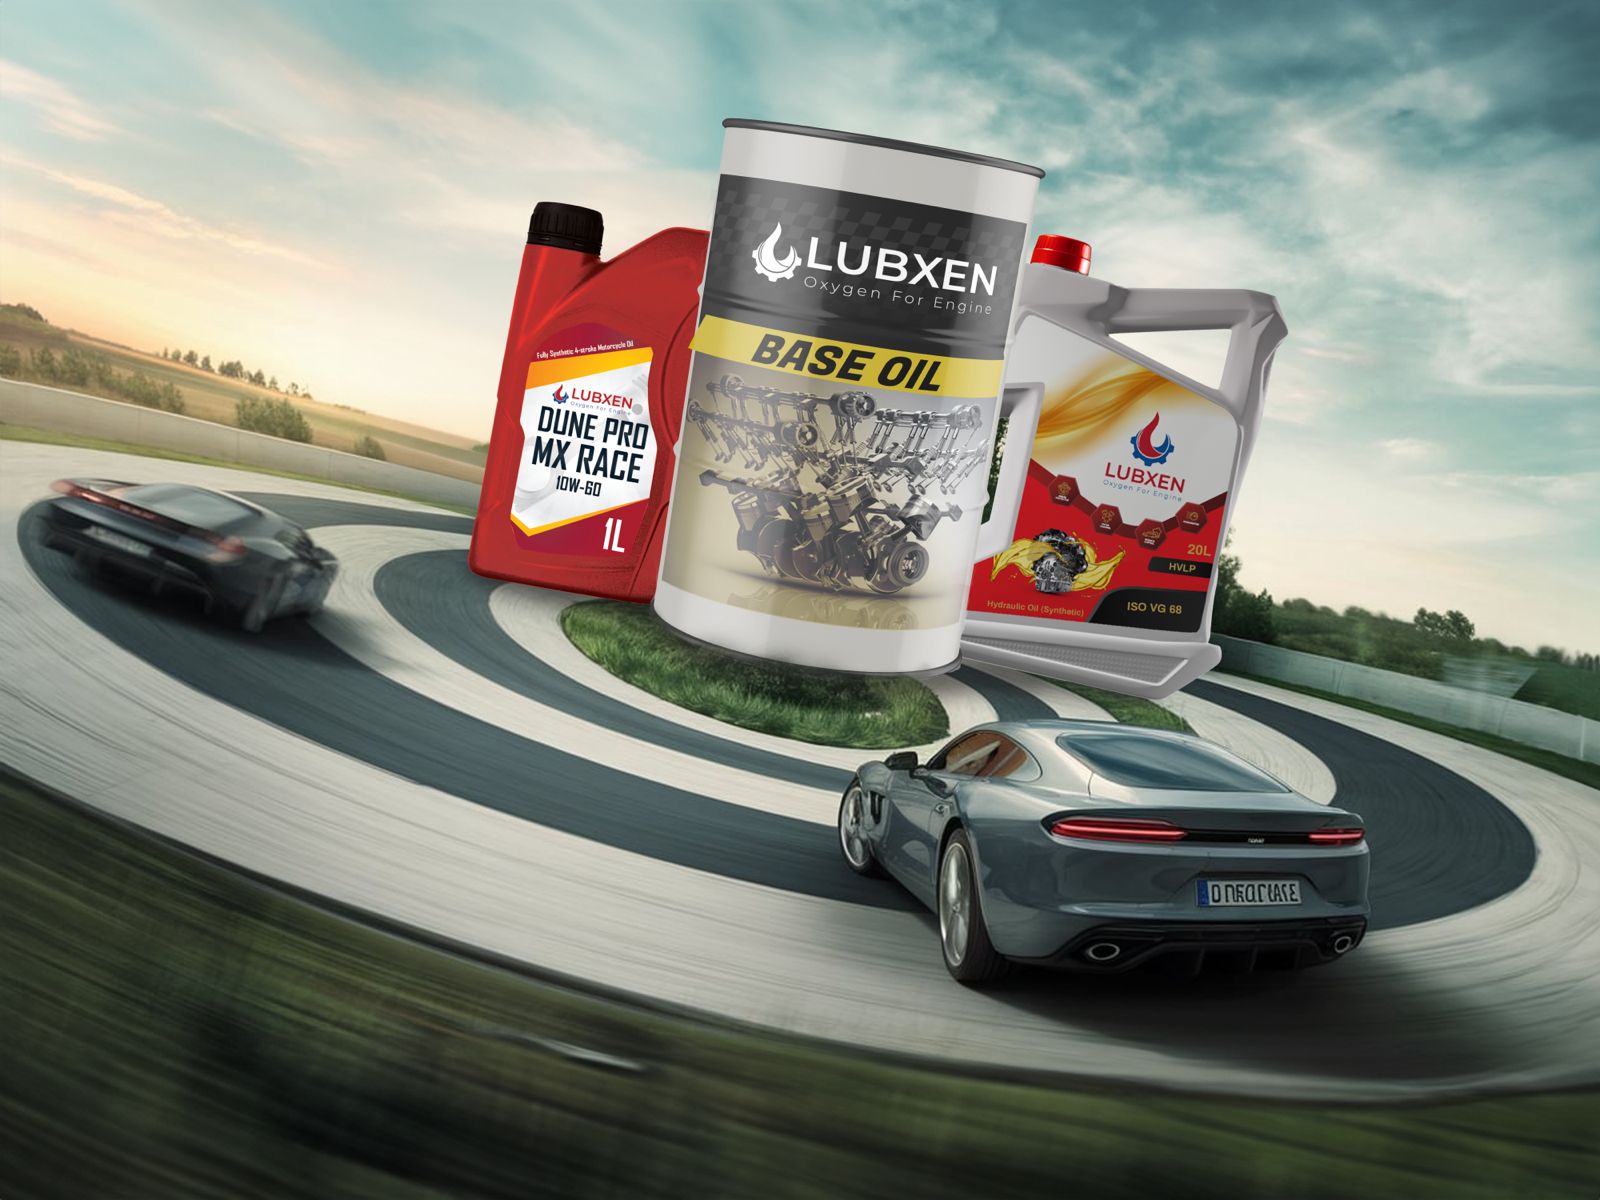 LUBXEN
Oxygen For Engine
BASE OIL
Fully Synthetic 4-stroke Motorcycle Oil
LUBXEN
Oxygen For Engine
DUNE PRO
MX RACE
10W-60
1L
LUBXEN
Oxygen For Engine
20L
HVLP
Hydraulic Oil (Synthetic)
ISO VG 68